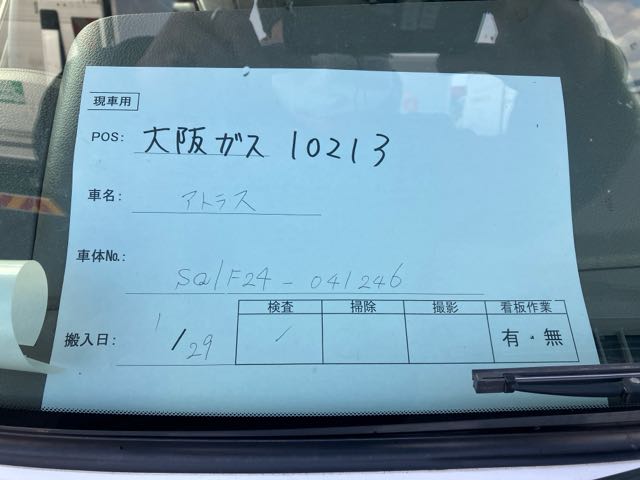 現車用
POS: 大阪ガス 10213
車名: アトラス
車体No.: SQ1F24-041246
検査 掃除 撮影 看板作業
搬入日: 1/29 ✓ 有・無